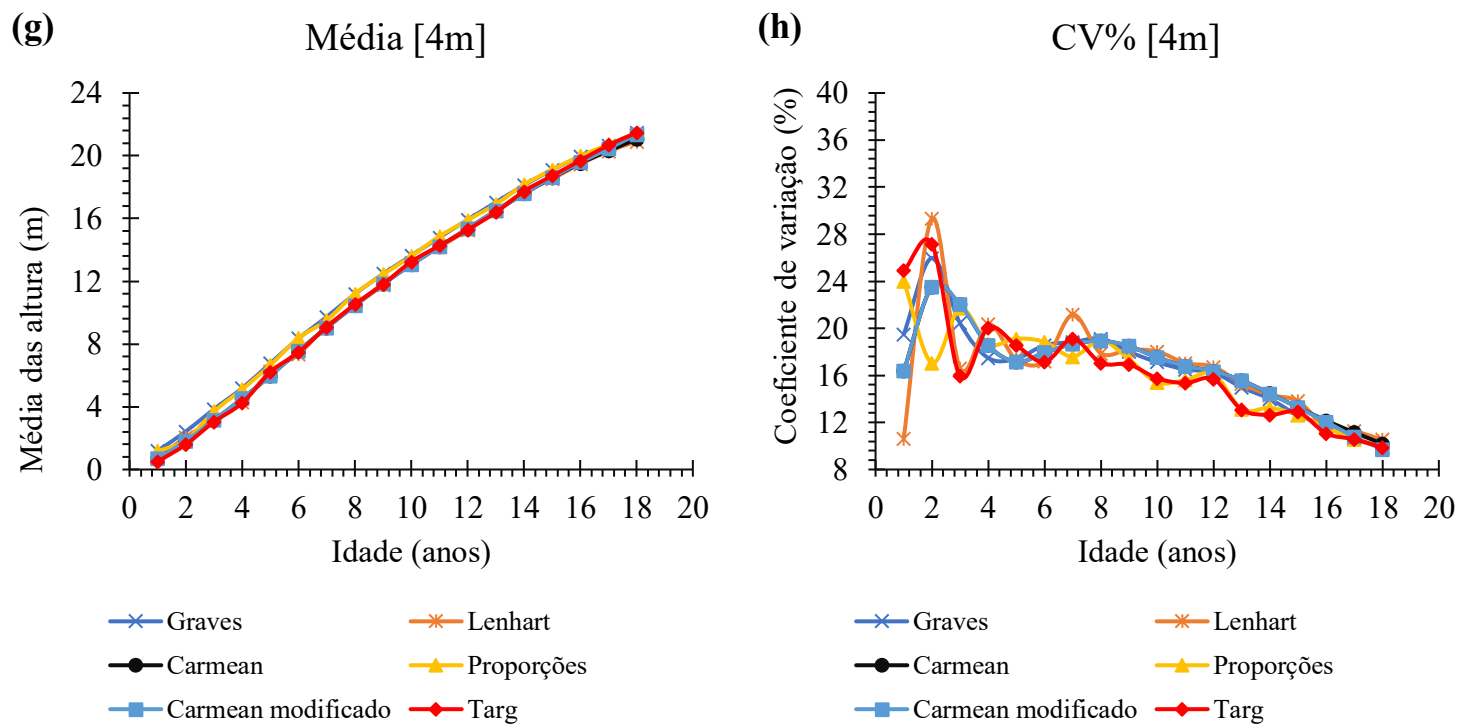 (g)
Média [4m]
Média das altura (m)
24
20
16
12
8
4
0
0 2 4 6 8 10 12 14 16 18 20
Idade (anos)
Graves Lenhart
Carmean Proporções
Carmean modificado Targ
(h)
CV% [4m]
Coeficiente de variação (%)
40
36
32
28
24
20
16
12
8
0 2 4 6 8 10 12 14 16 18 20
Idade (anos)
Graves Lenhart
Carmean Proporções
Carmean modificado Targ